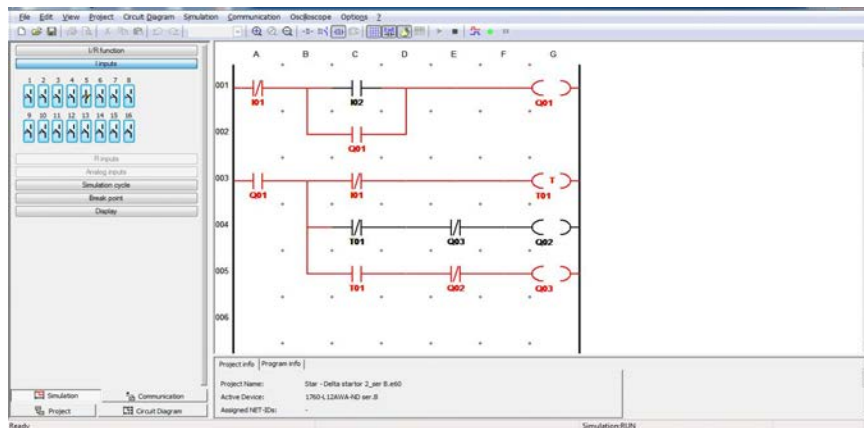 File Edit View Project Circuit Diagram Simulation Communication Oscilloscope Options ?
I/R function
I inputs
1 2 3 4 5 6 7 8
9 10 11 12 13 14 15 16
R inputs
Analog inputs
Simulation cycle
Break point
Display
A B C D E F G
001
I01 I02 Q01
002
Q01
003
Q01 I01 T T01
004
T01 Q03 Q02
005
T01 Q02 Q03
006
Project info Program info
Project Name: Star -Delta startor 2_ser B.e60
Active Device: 1760-L12AWA-ND ser.B
Assigned NET-IDs: -
Simulation Communication
Project Circuit Diagram
Ready Simulation:RUN